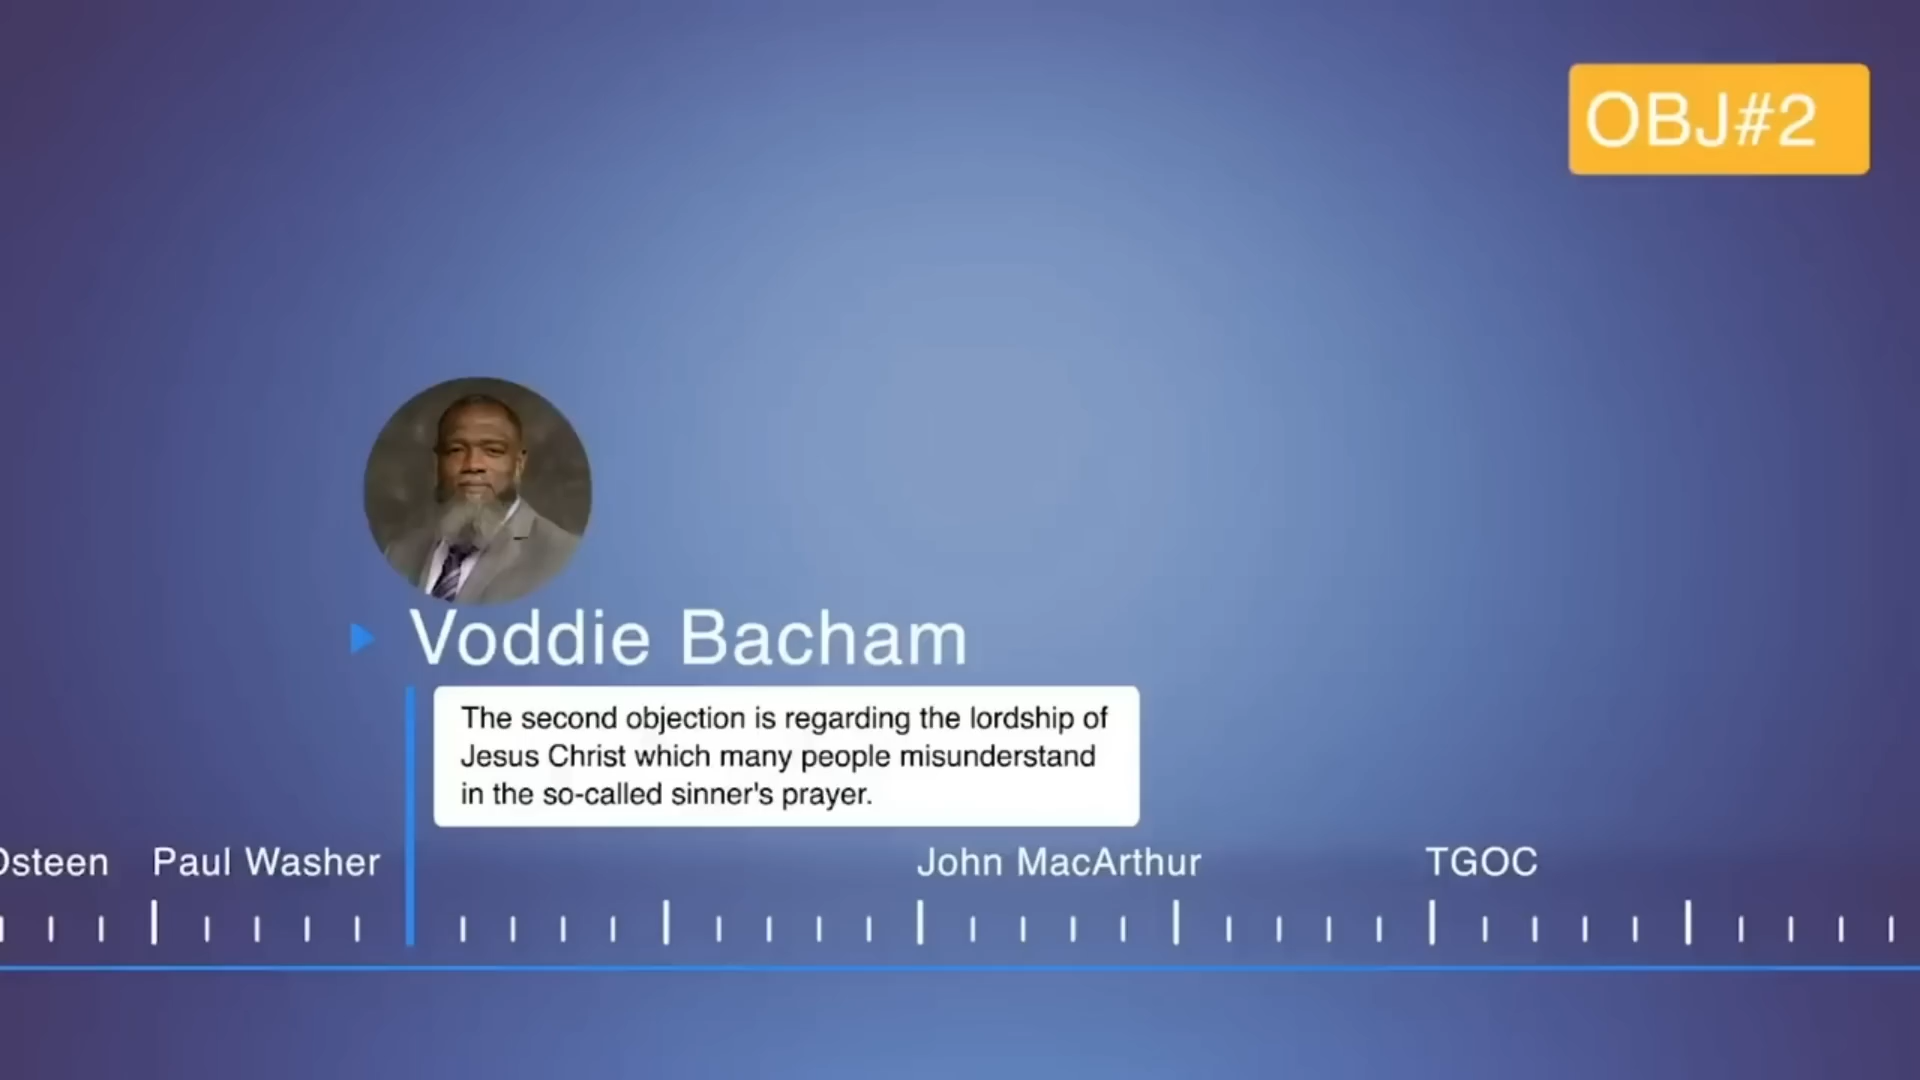 OBJ#2
Voddie Bacham
The second objection is regarding the lordship of
Jesus Christ which many people misunderstand
in the so-called sinner's prayer.
Osteen
Paul Washer
John MacArthur
TGOC